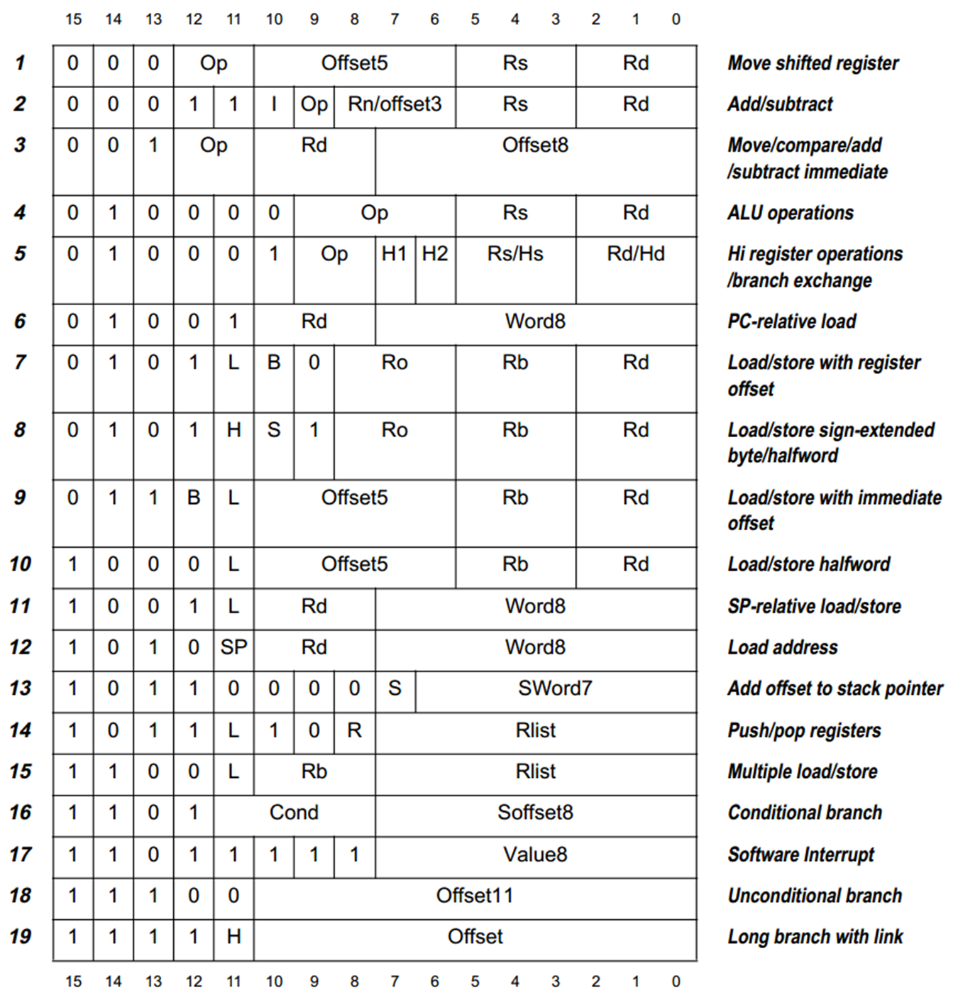 15 14 13 12 11 10 9 8 7 6 5 4 3 2 1 0
1 0 0 0 Op Offset5 Rs Rd Move shifted register
2 0 0 0 1 1 I Op Rn/offset3 Rs Rd Add/subtract
3 0 0 1 Op Rd Offset8 Move/compare/add
/subtract immediate
4 0 1 0 0 0 0 Op Rs Rd ALU operations
5 0 1 0 0 0 1 Op H1 H2 Rs/Hs Rd/Hd Hi register operations
/branch exchange
6 0 1 0 0 1 Rd Word8 PC-relative load
7 0 1 0 1 L B 0 Ro Rb Rd Load/store with register
offset
8 0 1 0 1 H S 1 Ro Rb Rd Load/store sign-extended
byte/halfword
9 0 1 1 B L Offset5 Rb Rd Load/store with immediate
offset
10 1 0 0 0 L Offset5 Rb Rd Load/store halfword
11 1 0 0 1 L Rd Word8 SP-relative load/store
12 1 0 1 0 SP Rd Word8 Load address
13 1 0 1 1 0 0 0 0 S SWord7 Add offset to stack pointer
14 1 0 1 1 L 1 0 R Rlist Push/pop registers
15 1 1 0 0 L Rb Rlist Multiple load/store
16 1 1 0 1 Cond Soffset8 Conditional branch
17 1 1 0 1 1 1 1 1 Value8 Software Interrupt
18 1 1 1 0 0 Offset11 Unconditional branch
19 1 1 1 1 H Offset Long branch with link
15 14 13 12 11 10 9 8 7 6 5 4 3 2 1 0